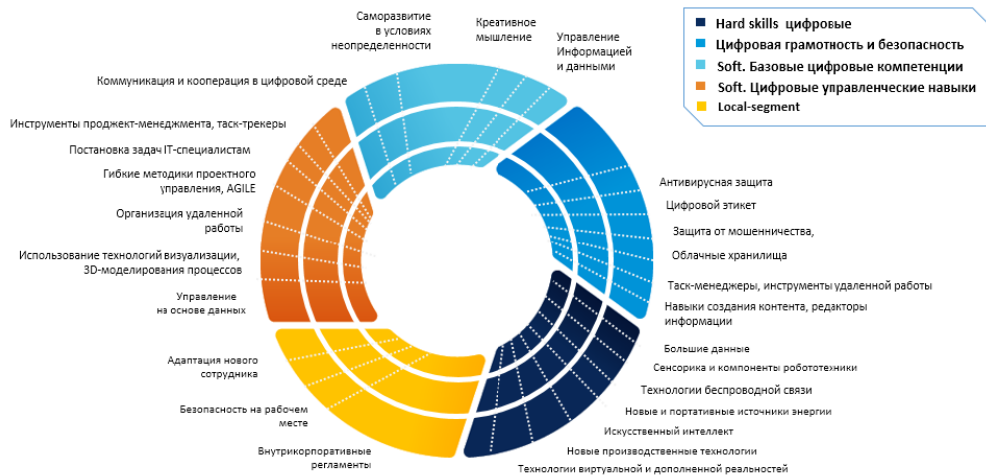 Саморазвитие
в условиях
неопределенности
Креативное
мышление
Управление
Информацией
и данными
Коммуникация и кооперация в цифровой среде
Инструменты проджект-менеджмента, таск-трекеры
Постановка задач IT-специалистам
Гибкие методики проектного
управления, AGILE
Организация удаленной
работы
Использование технологий визуализации,
3D-моделирования процессов
Управление
на основе данных
Адаптация нового
сотрудника
Безопасность на рабочем
месте
Внутрикорпоративные
регламенты
Hard skills цифровые
Цифровая грамотность и безопасность
Soft. Базовые цифровые компетенции
Soft. Цифровые управленческие навыки
Local-segment
Антивирусная защита
Цифровой этикет
Защита от мошенничества,
Облачные хранилища
Таск-менеджеры, инструменты удаленной работы
Навыки создания контента, редакторы
информации
Большие данные
Сенсорика и компоненты робототехники
Технологии беспроводной связи
Новые и портативные источники энергии
Искусственный интеллект
Новые производственные технологии
Технологии виртуальной и дополненной реальностей